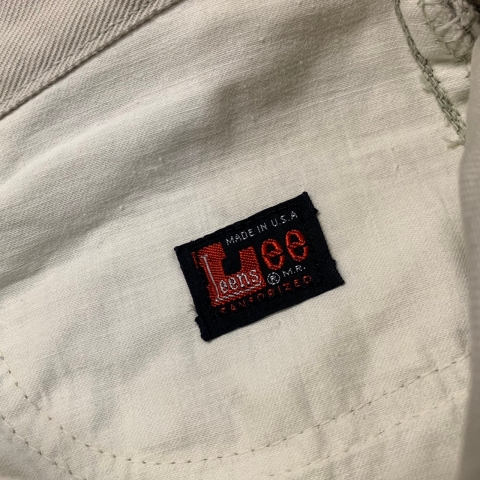 MADE IN U.S.A
Lee
Leens ® M.R.
SANFORIZED